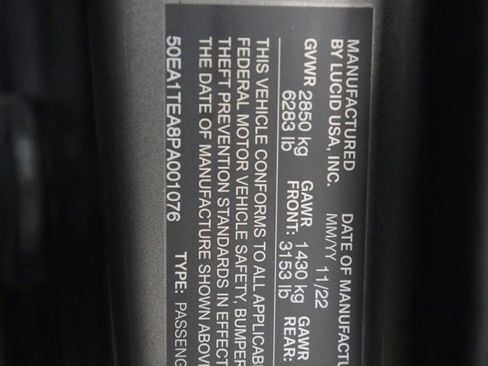 MANUFACTURED DATE OF MANUFACTU
BY LUCID USA, INC. MM/YY 11/22
GVWR 2850 kg GAWR 1430 kg GAWR
6283 lb FRONT: 3153 lb REAR:
THIS VEHICLE CONFORMS TO ALL APPLICAB
FEDERAL MOTOR VEHICLE SAFETY, BUMPER
THEFT PREVENTION STANDARDS IN EFFECT
THE DATE OF MANUFACTURE SHOWN ABOVE
50EA1TEA8PA001076 TYPE: PASSENG